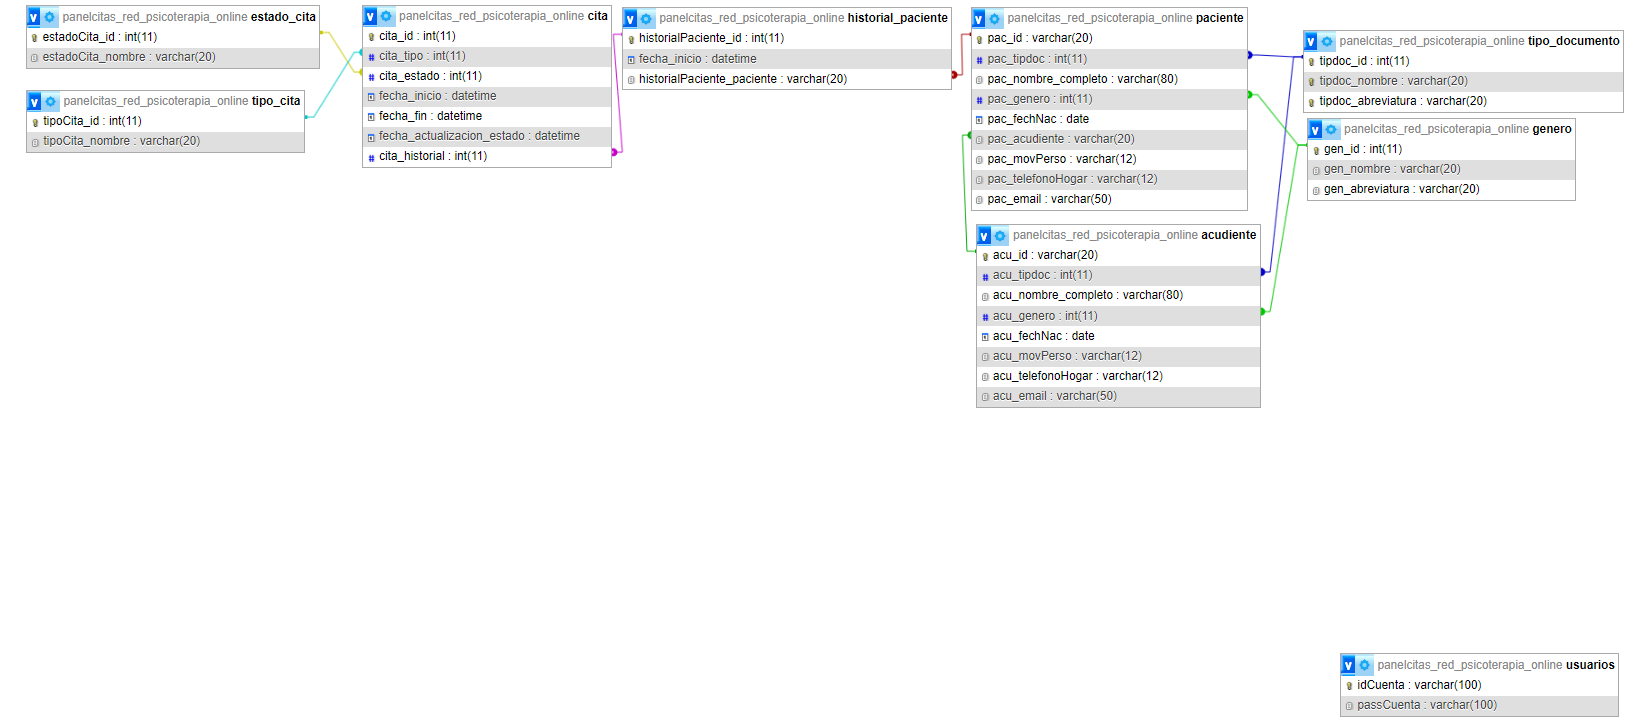 panelcitas_red_psicoterapia_online estado_cita
estadoCita_id : int(11)
estadoCita_nombre : varchar(20)
panelcitas_red_psicoterapia_online tipo_cita
tipoCita_id : int(11)
tipoCita_nombre : varchar(20)
panelcitas_red_psicoterapia_online cita
cita_id : int(11)
cita_tipo : int(11)
cita_estado : int(11)
fecha_inicio : datetime
fecha_fin : datetime
fecha_actualizacion_estado : datetime
cita_historial : int(11)
panelcitas_red_psicoterapia_online historial_paciente
historialPaciente_id : int(11)
fecha_inicio : datetime
historialPaciente_paciente : varchar(20)
panelcitas_red_psicoterapia_online paciente
pac_id : varchar(20)
pac_tipdoc : int(11)
pac_nombre_completo : varchar(80)
pac_genero : int(11)
pac_fechNac : date
pac_acudiente : varchar(20)
pac_movPerso : varchar(12)
pac_telefonoHogar : varchar(12)
pac_email : varchar(50)
panelcitas_red_psicoterapia_online acudiente
acu_id : varchar(20)
acu_tipdoc : int(11)
acu_nombre_completo : varchar(80)
acu_genero : int(11)
acu_fechNac : date
acu_movPerso : varchar(12)
acu_telefonoHogar : varchar(12)
acu_email : varchar(50)
panelcitas_red_psicoterapia_online tipo_documento
tipdoc_id : int(11)
tipdoc_nombre : varchar(20)
tipdoc_abreviatura : varchar(20)
panelcitas_red_psicoterapia_online genero
gen_id : int(11)
gen_nombre : varchar(20)
gen_abreviatura : varchar(20)
panelcitas_red_psicoterapia_online usuarios
idCuenta : varchar(100)
passCuenta : varchar(100)